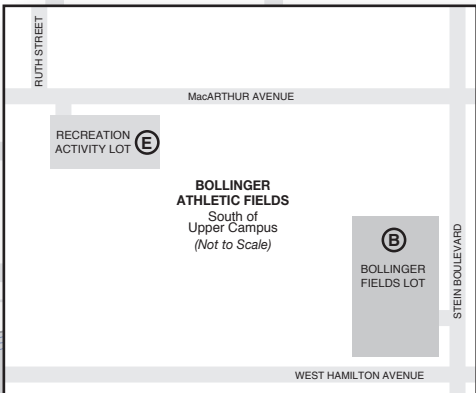 RUTH STREET
MacARTHUR AVENUE
RECREATION
ACTIVITY LOT
E
BOLLINGER
ATHLETIC FIELDS
South of
Upper Campus
(Not to Scale)
B
BOLLINGER
FIELDS LOT
STEIN BOULEVARD
WEST HAMILTON AVENUE